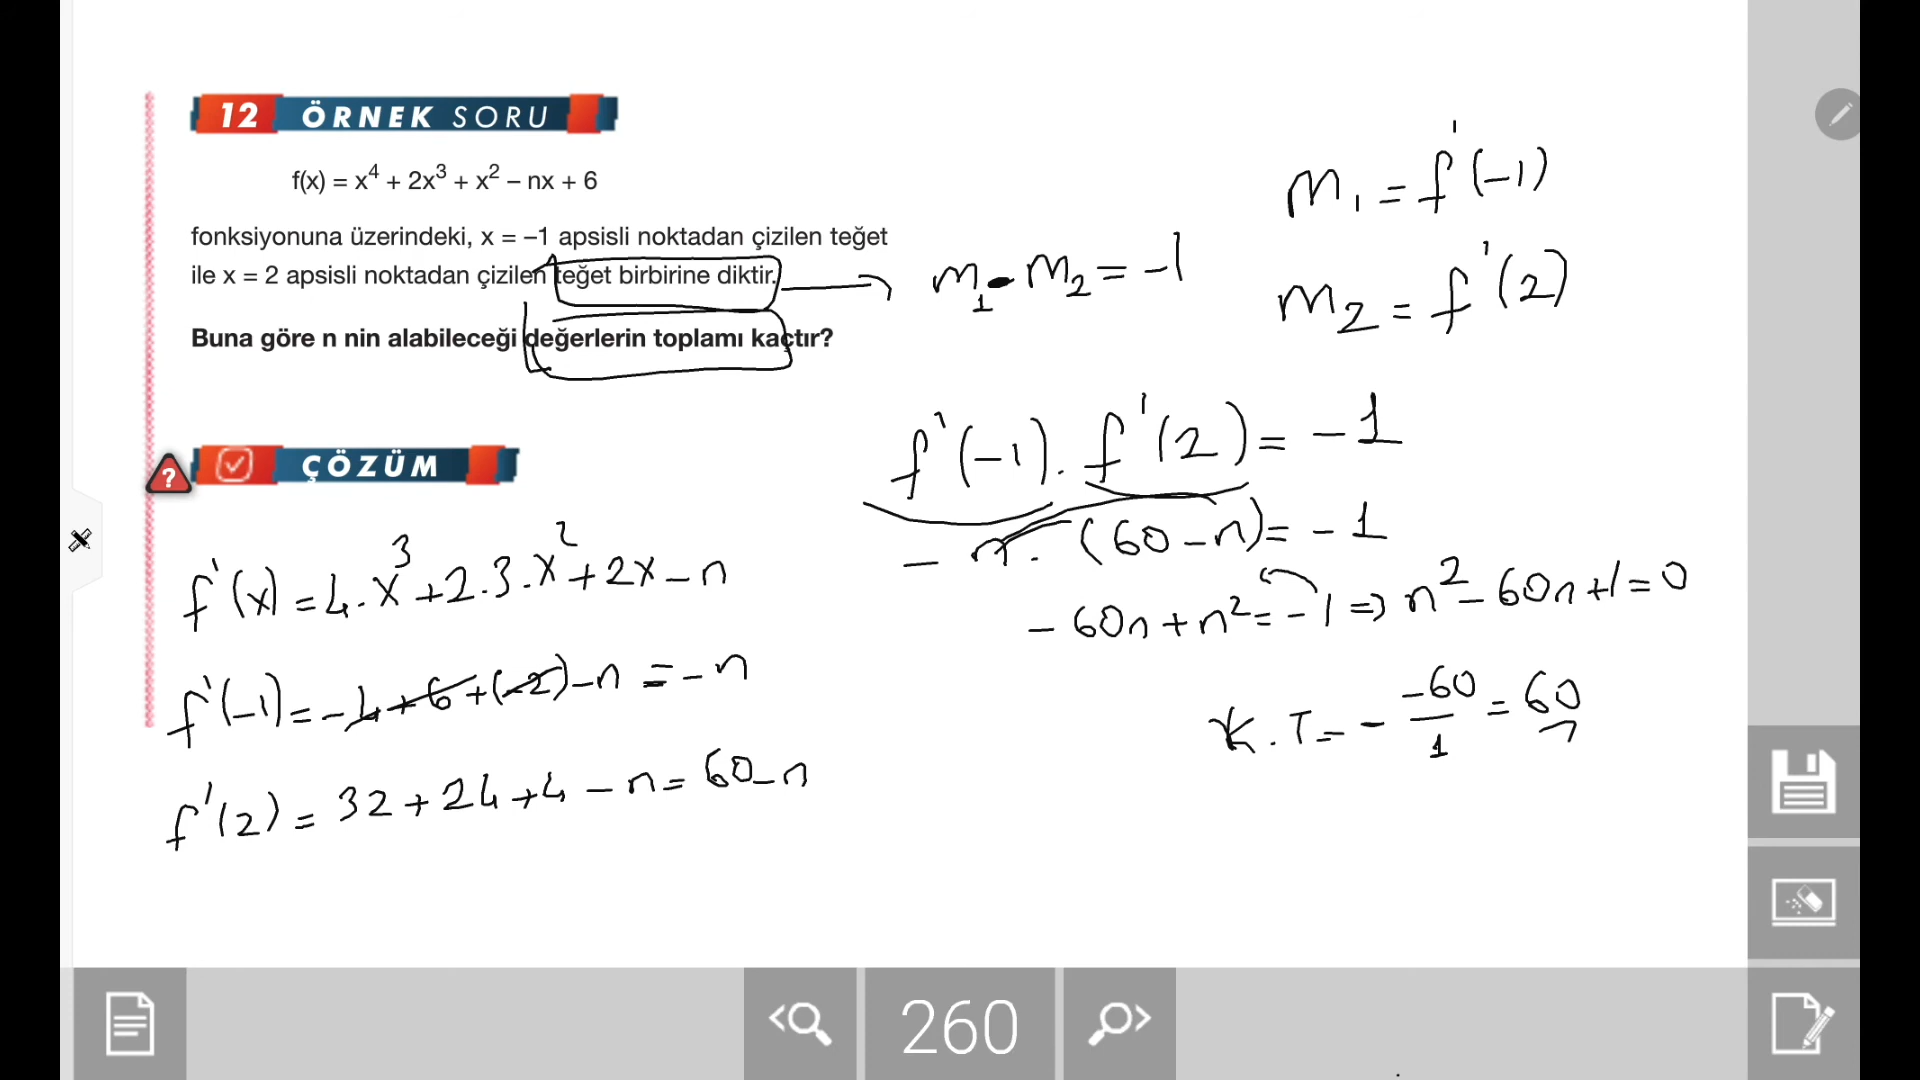 12 ÖRNEK SORU
f(x) = x⁴ + 2x³ + x² – nx + 6
fonksiyonuna üzerindeki, x = –1 apsisli noktadan çizilen teğet
ile x = 2 apsisli noktadan çizilen teğet birbirine diktir.
Buna göre n nin alabileceği değerlerin toplamı kaçtır?
m₁ = f'(-1)
m₁ · m₂ = -1
m₂ = f'(2)
ÇÖZÜM
f'(x) = 4.x³ + 2.3.x² + 2x - n
f'(-1) = -4 + 6 + (-2) - n = -n
f'(2) = 32 + 24 + 4 - n = 60 - n
f'(-1) . f'(2) = -1
- n . (60 - n) = -1
- 60n + n² = -1 ⇒ n² - 60n + 1 = 0
K.T = - -60/1 = 60
260